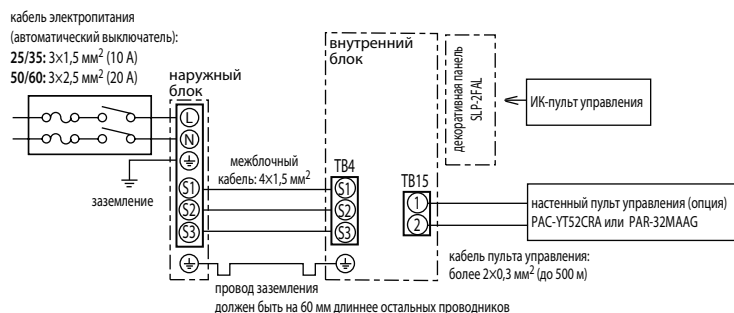 кабель электропитания
(автоматический выключатель):
25/35: 3×1,5 мм² (10 А)
50/60: 3×2,5 мм² (20 А)
наружный
блок
L
N
S1
S2
S3
заземление
межблочный
кабель: 4×1,5 мм²
внутренний
блок
TB4
S1
S2
S3
TB15
1
2
декоративная панель
SLP-2FAL
ИК-пульт управления
настенный пульт управления (опция)
PAC-YT52CRA или PAR-32MAAG
кабель пульта управления:
более 2×0,3 мм² (до 500 м)
провод заземления
должен быть на 60 мм длиннее остальных проводников